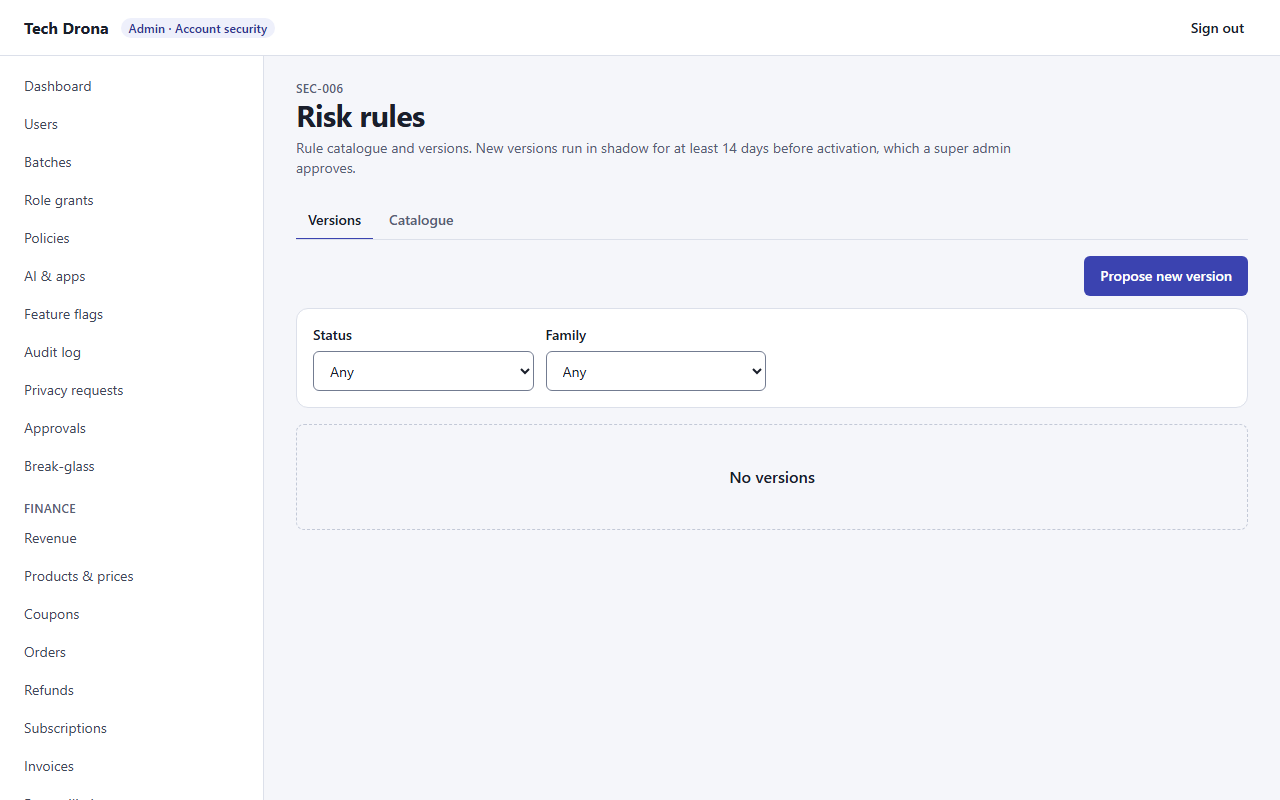 Tech Drona
Admin · Account security
Sign out
Dashboard
Users
Batches
Role grants
Policies
AI & apps
Feature flags
Audit log
Privacy requests
Approvals
Break-glass
FINANCE
Revenue
Products & prices
Coupons
Orders
Refunds
Subscriptions
Invoices
SEC-006
Risk rules
Rule catalogue and versions. New versions run in shadow for at least 14 days before activation, which a super admin
approves.
Versions
Catalogue
Propose new version
Status
Family
Any
Any
No versions